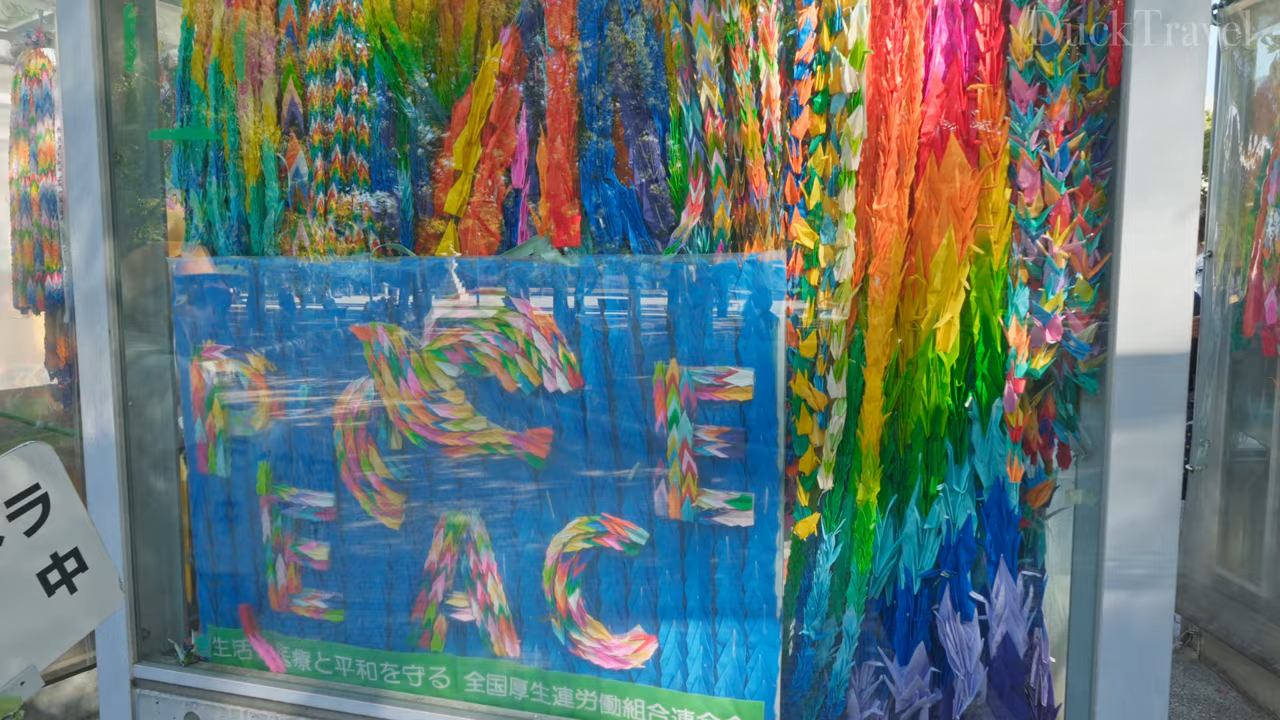 DuckTravel
PEACE
生活 医療と平和を守る 全国厚生連労働組合連合会
ラ
中